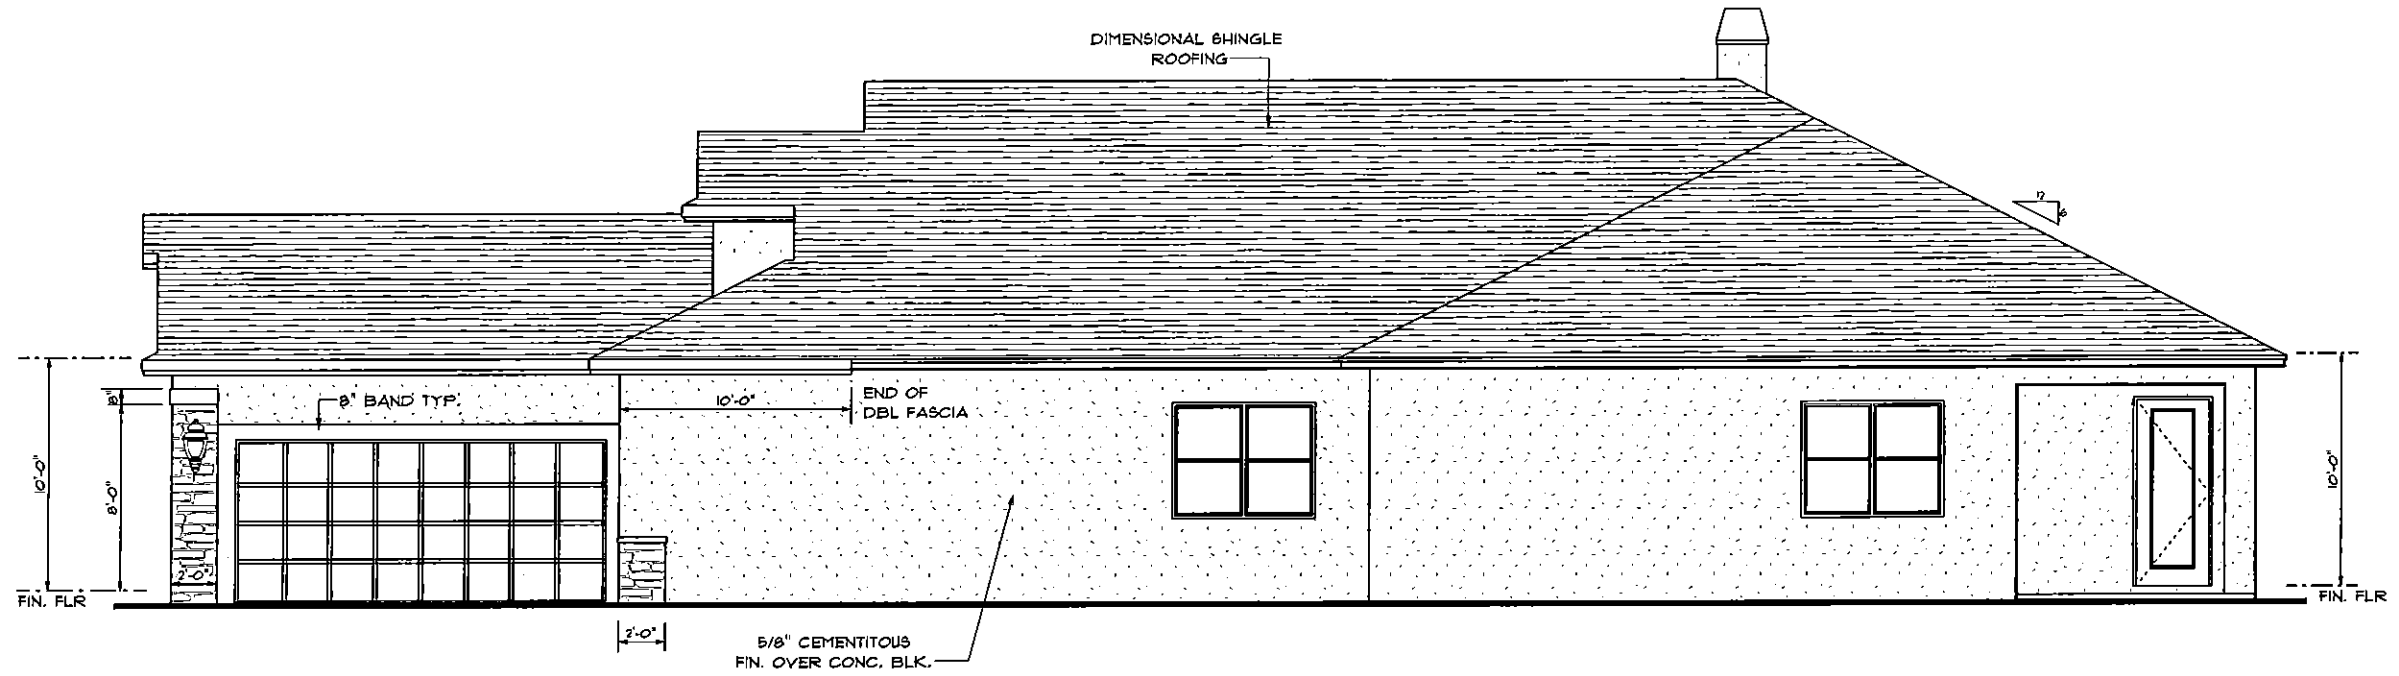 DIMENSIONAL SHINGLE
ROOFING
12
6
8" BAND TYP.
10'-0"
END OF
DBL FASCIA
18"
10'-0"
8'-0"
2'-0"
10'-0"
FIN. FLR
FIN. FLR
2'-0"
5/8" CEMENTITOUS
FIN. OVER CONC. BLK.